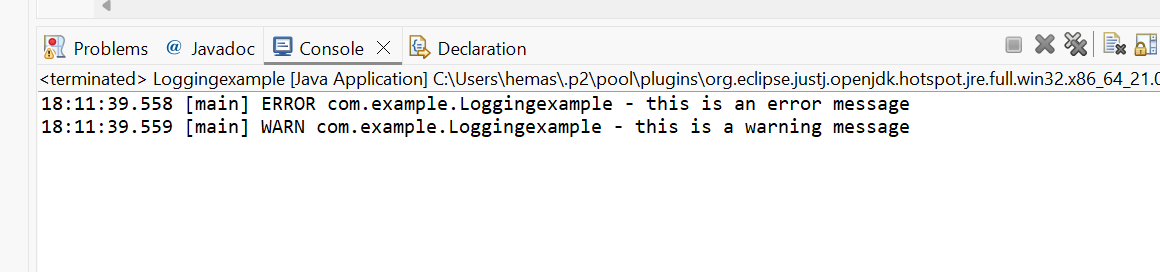 Problems @ Javadoc Console Declaration
<terminated> Loggingexample [Java Application] C:\Users\hemas\.p2\pool\plugins\org.eclipse.justj.openjdk.hotspot.jre.full.win32.x86_64_21.0
18:11:39.558 [main] ERROR com.example.Loggingexample - this is an error message
18:11:39.559 [main] WARN com.example.Loggingexample - this is a warning message